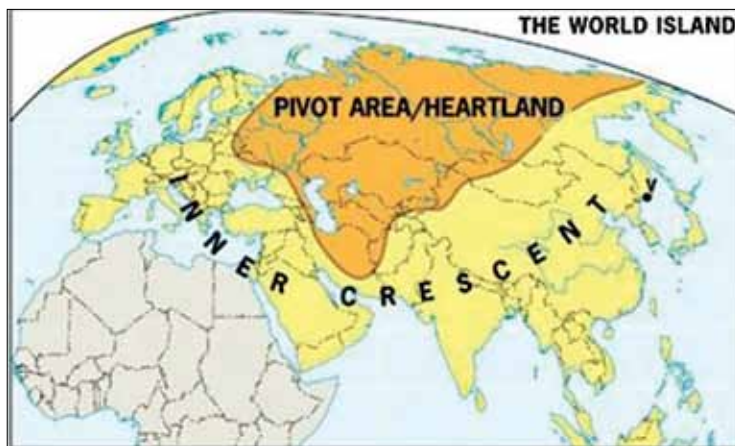 THE WORLD ISLAND
PIVOT AREA/HEARTLAND
INNER CRESCENT
V